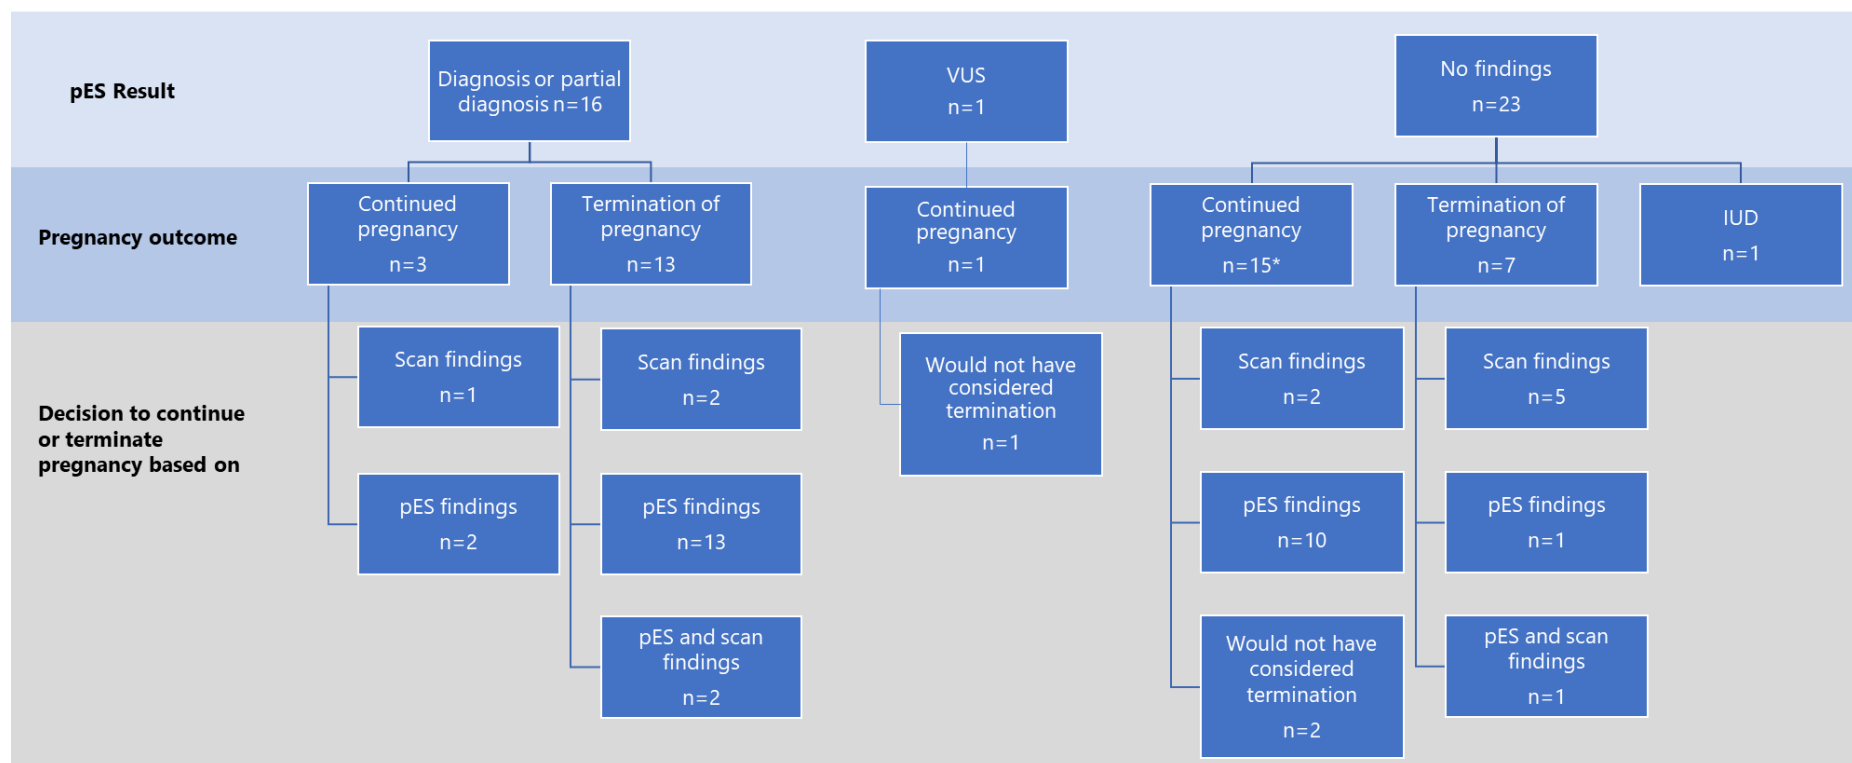 pES Result
Diagnosis or partial
diagnosis n=16
VUS
n=1
No findings
n=23
Pregnancy outcome
Continued
pregnancy
n=3
Termination of
pregnancy
n=13
Continued
pregnancy
n=1
Continued
pregnancy
n=15*
Termination of
pregnancy
n=7
IUD
n=1
Decision to continue
or terminate
pregnancy based on
Scan findings
n=1
pES findings
n=2
Scan findings
n=2
pES findings
n=13
pES and scan
findings
n=2
Would not have
considered
termination
n=1
Scan findings
n=2
pES findings
n=10
Would not have
considered
termination
n=2
Scan findings
n=5
pES findings
n=1
pES and scan
findings
n=1